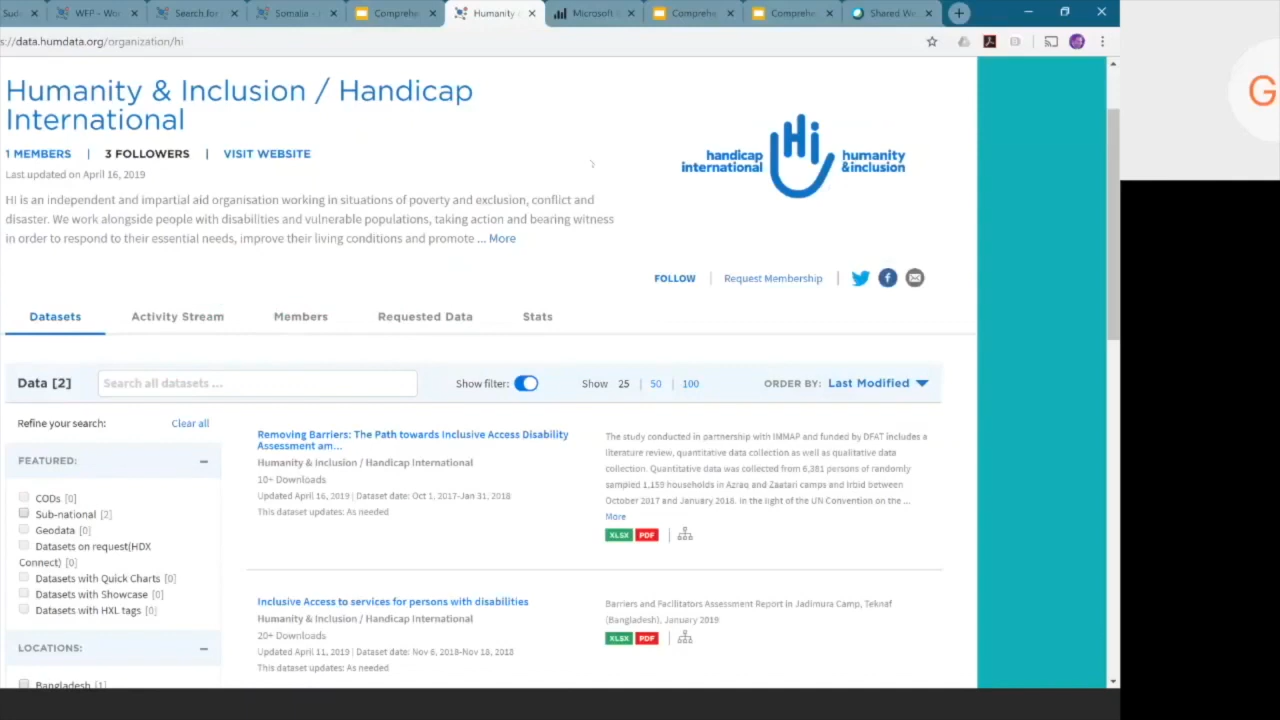 Sud
WFP - Wo
Search for
Somalia -
Comprehe
Humanity
Microsoft
Comprehe
Comprehe
Shared We
s://data.humdata.org/organization/hi
G
Humanity & Inclusion / Handicap
International
1 MEMBERS | 3 FOLLOWERS | VISIT WEBSITE
Last updated on April 16, 2019
HI is an independent and impartial aid organisation working in situations of poverty and exclusion, conflict and
disaster. We work alongside people with disabilities and vulnerable populations, taking action and bearing witness
in order to respond to their essential needs, improve their living conditions and promote ... More
handicap
international
Hi
humanity
&inclusion
FOLLOW | Request Membership |
Datasets Activity Stream Members Requested Data Stats
Data [2] Search all datasets ... Show filter: Show 25 | 50 | 100 ORDER BY: Last Modified
Refine your search: Clear all
FEATURED:
CODs [0]
Sub-national [2]
Geodata [0]
Datasets on request(HDX
Connect) [0]
Datasets with Quick Charts [0]
Datasets with Showcase [0]
Datasets with HXL tags [0]
LOCATIONS:
Bangladesh [1]
Removing Barriers: The Path towards Inclusive Access Disability
Assessment am...
Humanity & Inclusion / Handicap International
10+ Downloads
Updated April 16, 2019 | Dataset date: Oct 1, 2017-Jan 31, 2018
This dataset updates: As needed
The study conducted in partnership with IMMAP and funded by DFAT includes a
literature review, quantitative data collection as well as qualitative data
collection. Quantitative data was collected from 6,381 persons of randomly
sampled 1,159 households in Azraq and Zaatari camps and Irbid between
October 2017 and January 2018. In the light of the UN Convention on the ...
More
XLSX PDF
Inclusive Access to services for persons with disabilities
Humanity & Inclusion / Handicap International
20+ Downloads
Updated April 11, 2019 | Dataset date: Nov 6, 2018-Nov 18, 2018
This dataset updates: As needed
Barriers and Facilitators Assessment Report in Jadimura Camp, Teknaf
(Bangladesh), January 2019
XLSX PDF